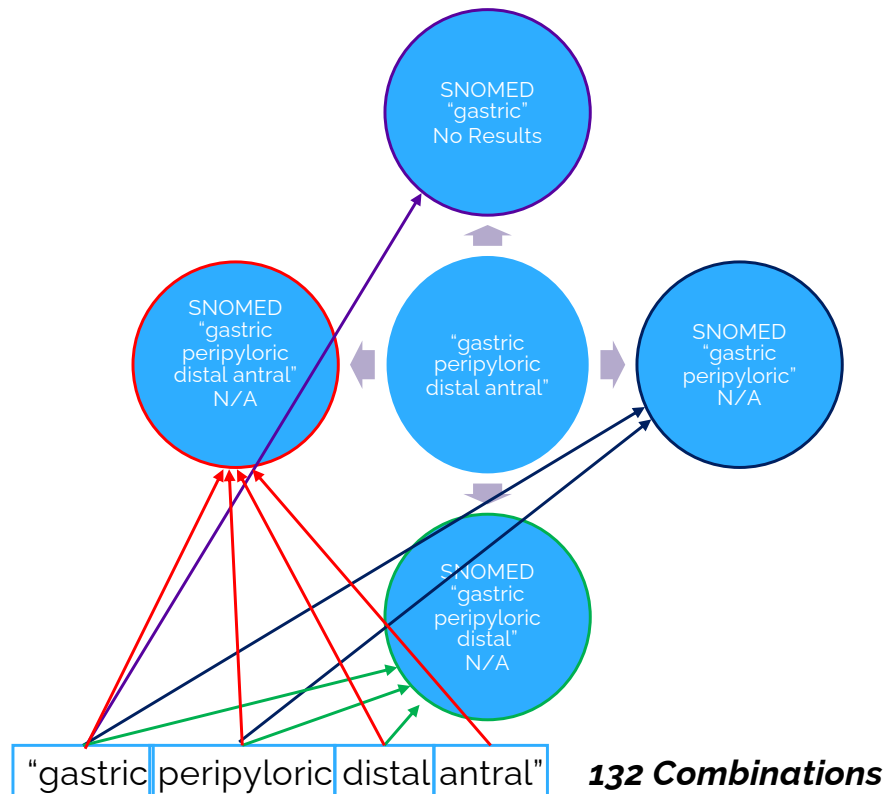 SNOMED
“gastric”
No Results
SNOMED
“gastric
peripyloric
distal antral”
N/A
“gastric
peripyloric
distal antral”
SNOMED
“gastric
peripyloric”
N/A
SNOMED
“gastric
peripyloric
distal”
N/A
“gastric peripyloric distal antral”
132 Combinations